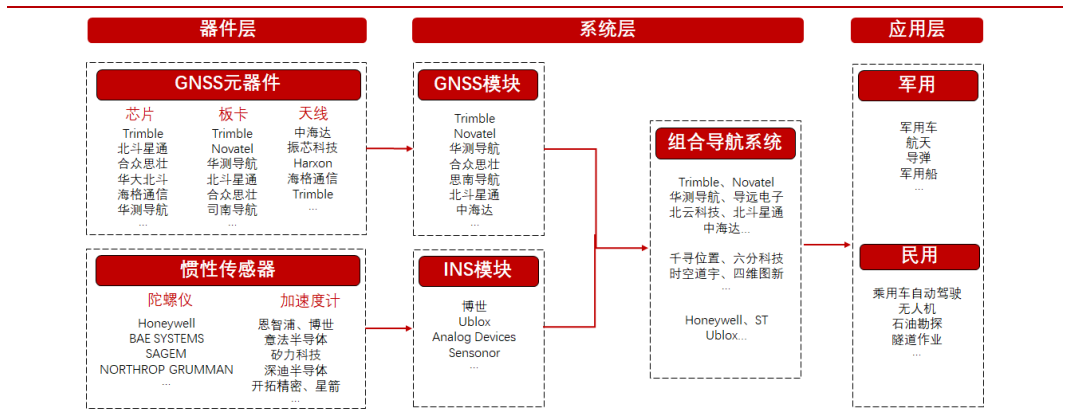 器件层
系统层
应用层
GNSS元器件
芯片
Trimble
北斗星通
合众思壮
华大北斗
海格通信
华测导航
...
板卡
Trimble
Novatel
华测导航
北斗星通
合众思壮
司南导航
...
天线
中海达
振芯科技
Harxon
海格通信
Trimble
...
惯性传感器
陀螺仪
Honeywell
BAE SYSTEMS
SAGEM
NORTHROP GRUMMAN
...
加速度计
恩智浦、博世
意法半导体
矽力科技
深迪半导体
开拓精密、星箭
...
GNSS模块
Trimble
Novatel
华测导航
合众思壮
思南导航
北斗星通
中海达
...
INS模块
博世
Ublox
Analog Devices
Sensonor
...
组合导航系统
Trimble、Novatel
华测导航、导远电子
北云科技、北斗星通
中海达...
千寻位置、六分科技
时空道宇、四维图新
...
Honeywell、ST
Ublox...
军用
军用车
航天
导弹
军用船
...
民用
乘用车自动驾驶
无人机
石油勘探
隧道作业
...